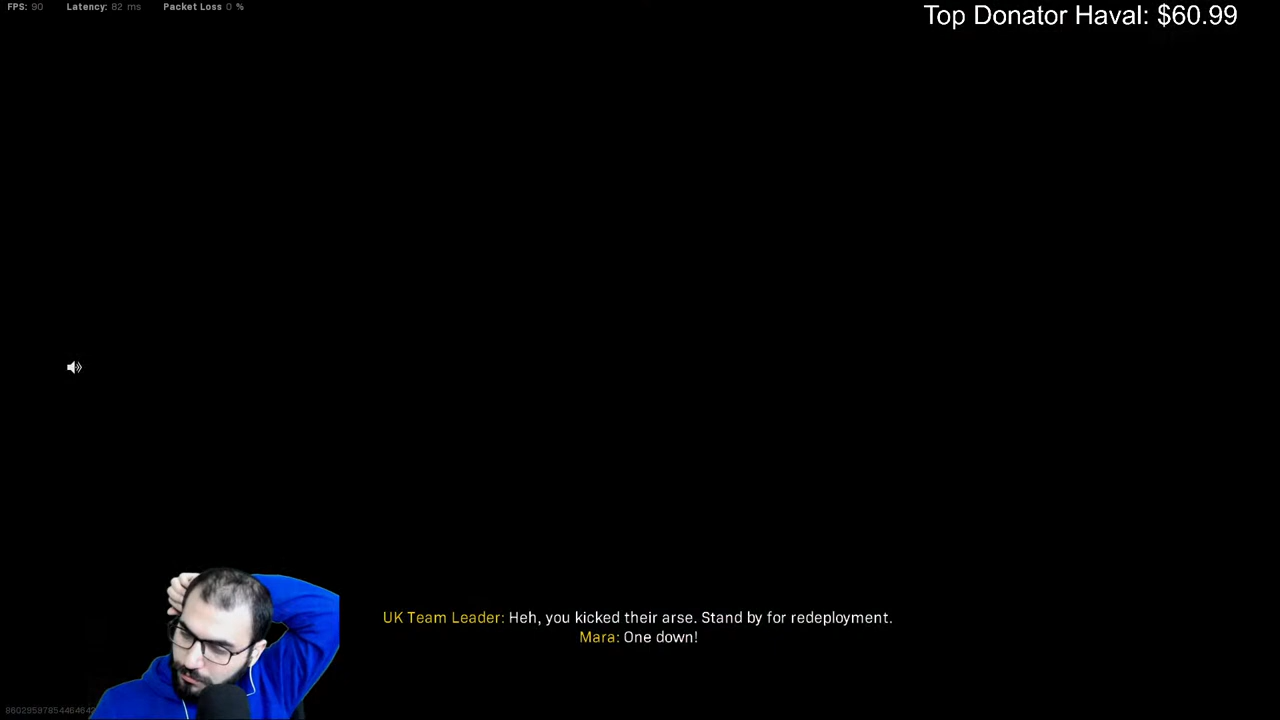 FPS: 90 Latency: 82 ms Packet Loss 0 %
Top Donator Haval: $60.99
UK Team Leader: Heh, you kicked their arse. Stand by for redeployment.
Mara: One down!